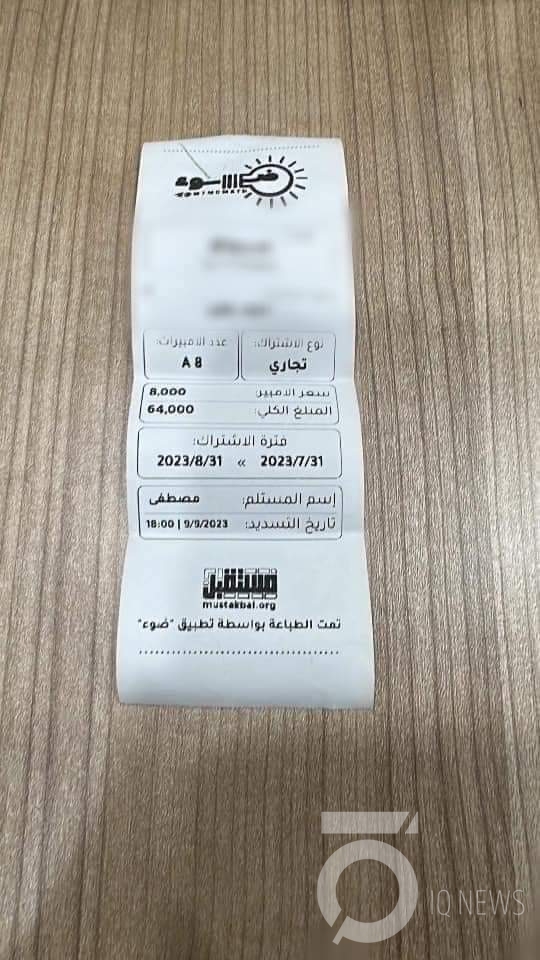 ضوء
نوع الاشتراك: عدد الامبيرات:
تجاري 8 A
سعر الامبير: 8,000
المبلغ الكلي: 64,000
فترة الاشتراك:
2023/7/31 » 2023/8/31
إسم المستلم: مصطفى
تاريخ التسديد: 9/9/2023 | 18:00
مستقبل
mustakbal.org
تمت الطباعة بواسطة تطبيق "ضوء"
IQ NEWS